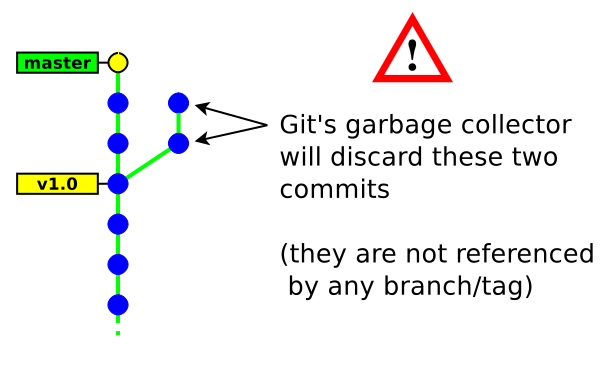 master
!
v1.0
Git's garbage collector
will discard these two
commits
(they are not referenced
by any branch/tag)